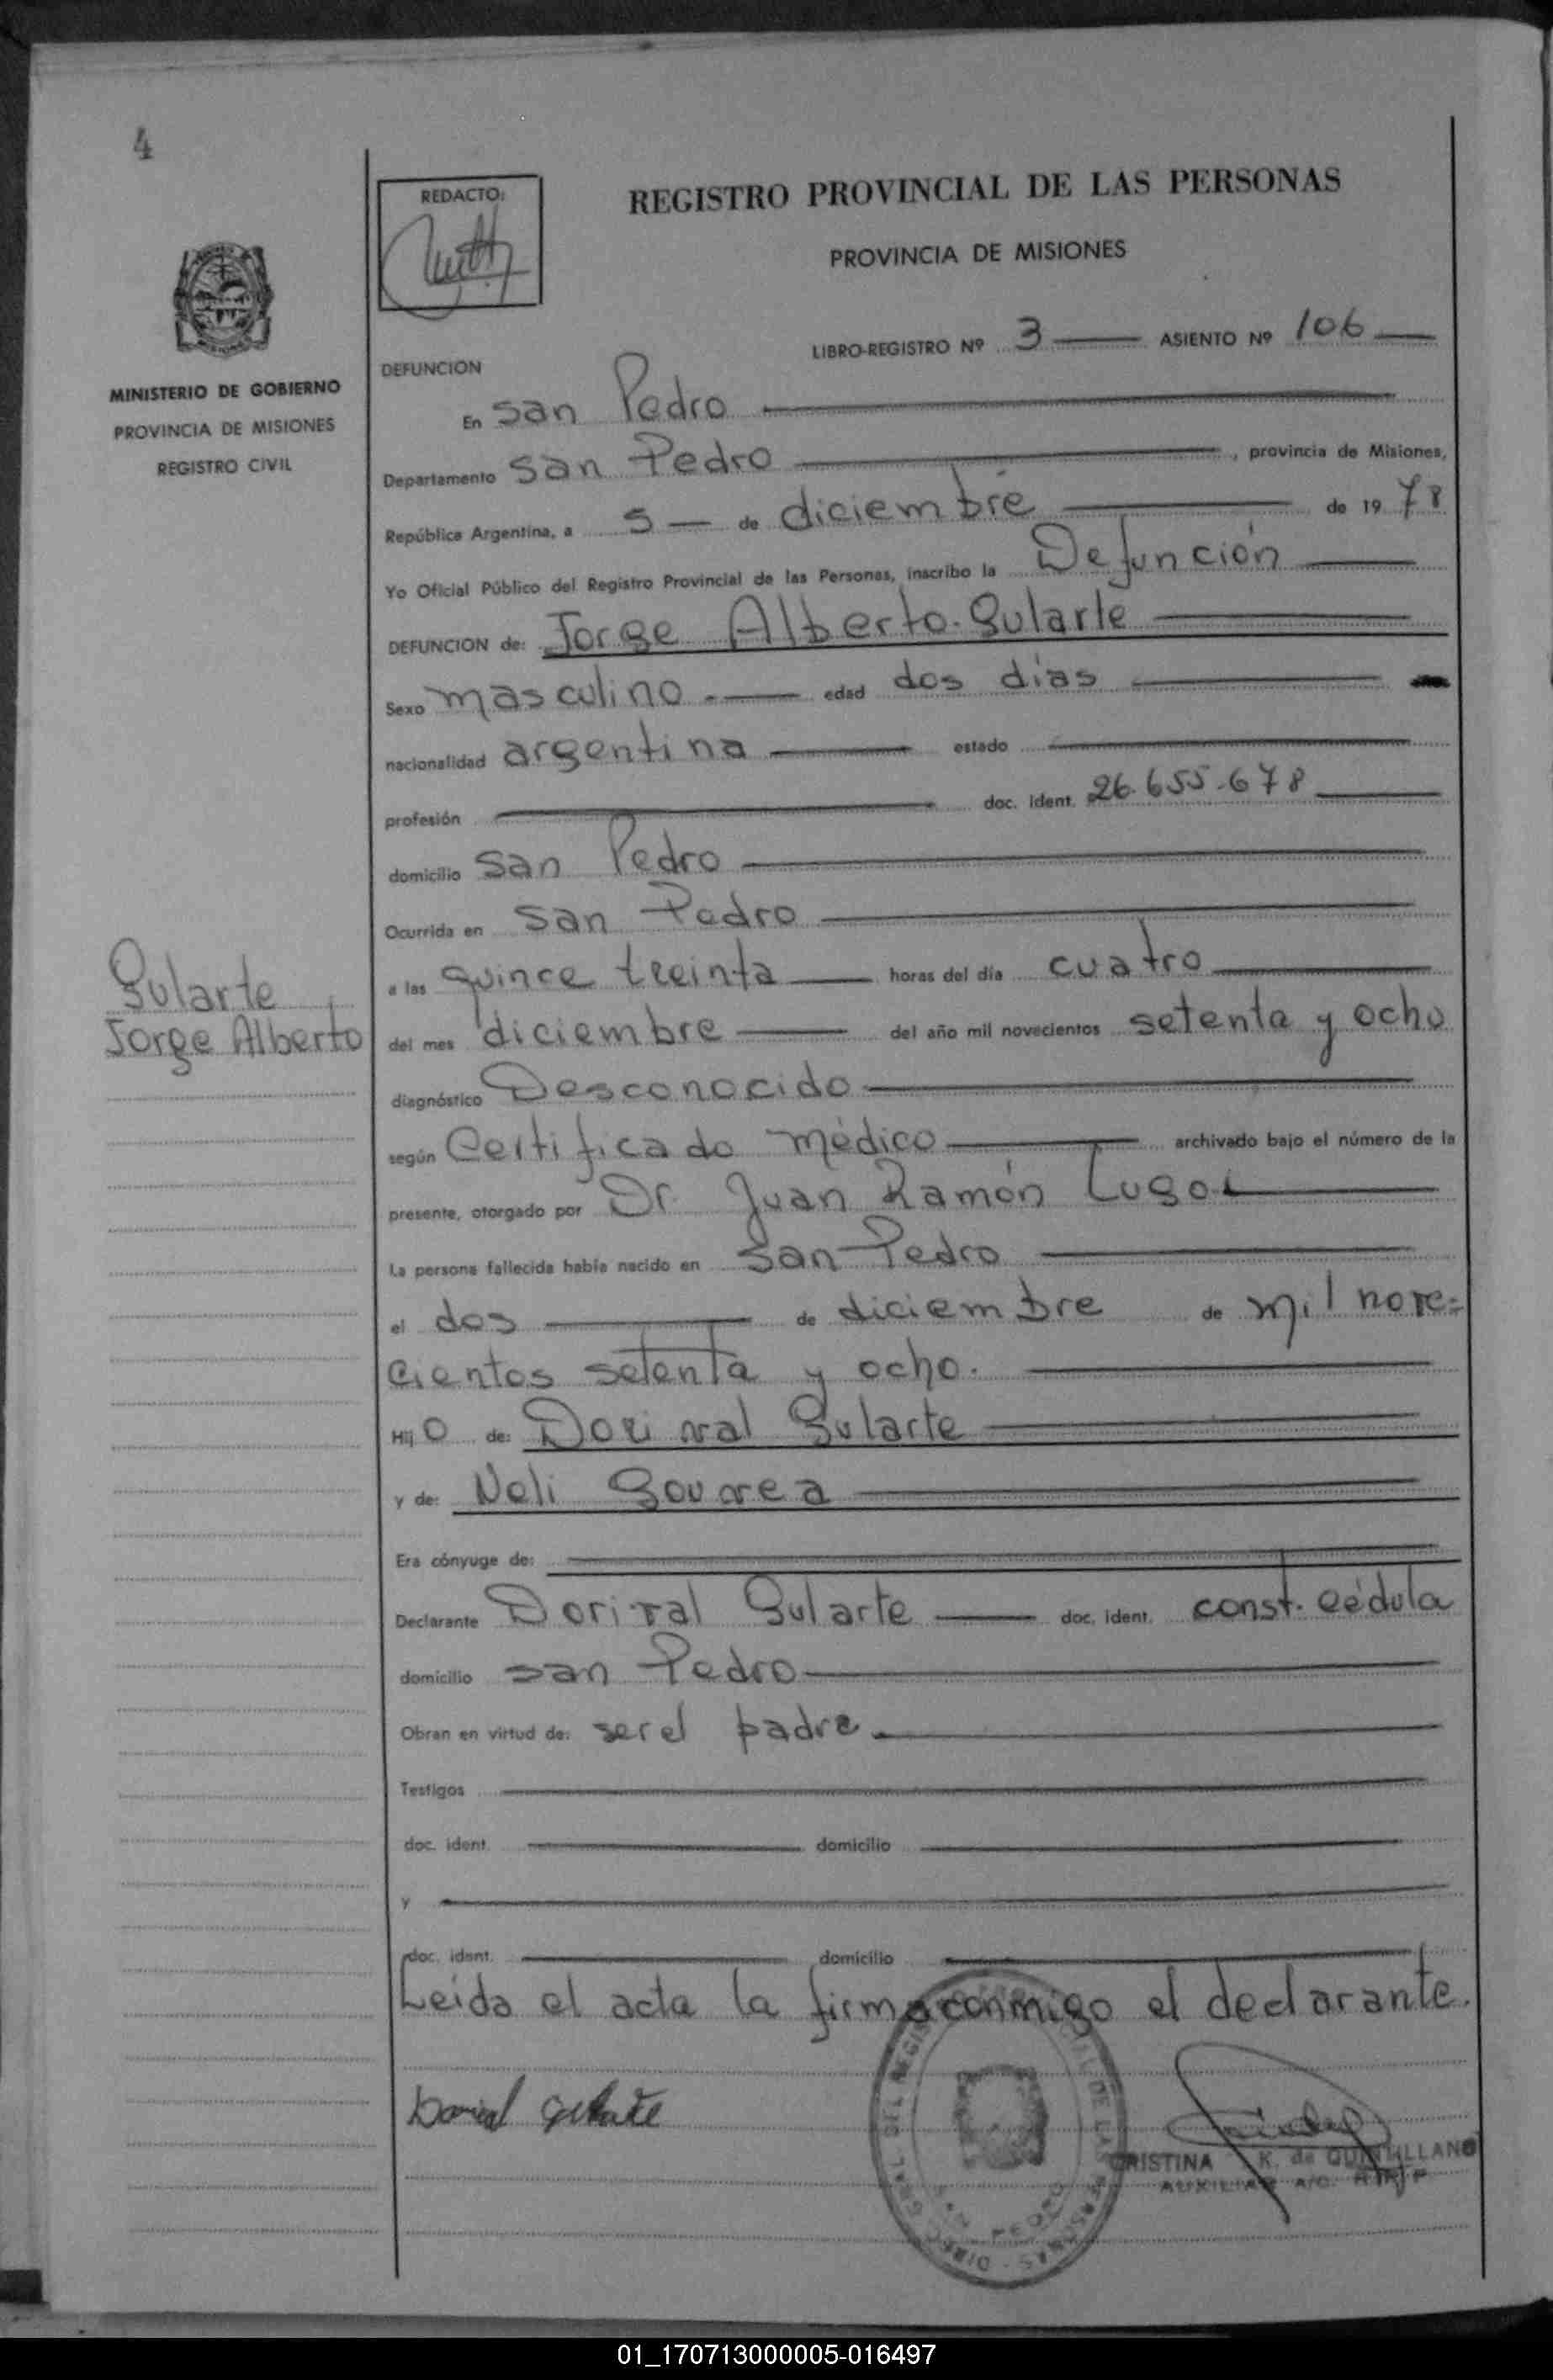 4
REDACTO:
REGISTRO PROVINCIAL DE LAS PERSONAS
PROVINCIA DE MISIONES
MINISTERIO DE GOBIERNO
PROVINCIA DE MISIONES
REGISTRO CIVIL
LIBRO-REGISTRO Nº 3 ASIENTO Nº 106
DEFUNCION
En San Pedro
Departamento San Pedro, provincia de Misiones,
República Argentina, a 5 de diciembre de 1978
Yo Oficial Público del Registro Provincial de las Personas, inscribo la Defunción
DEFUNCION de: Jorge Alberto Gularte
Sexo masculino edad dos días
nacionalidad argentina estado
profesión doc. ident. 26.655.678
domicilio San Pedro
Ocurrida en San Pedro
a las quince treinta horas del día cuatro
del mes diciembre del año mil novecientos setenta y ocho
Gularte
Jorge Alberto
diagnóstico Desconocido
según Certificado médico archivado bajo el número de la
presente, otorgado por Dr. Juan Ramón Lugo
La persona fallecida había nacido en San Pedro
el dos de diciembre de mil nove=
cientos setenta y ocho.
Hij o de: Dorival Gularte
y de: Neli Gouvea
Era cónyuge de:
Declarante Dorival Gularte doc. ident. const. cédula
domicilio San Pedro
Obran en virtud de: ser el padre
Testigos
doc. ident. domicilio
y
doc. ident. domicilio
Leída el acta la firma conmigo el declarante.
CRISTINA K. de QUINTILLANO
AUXILIAR A/C. R.P.P
01_170713000005-016497